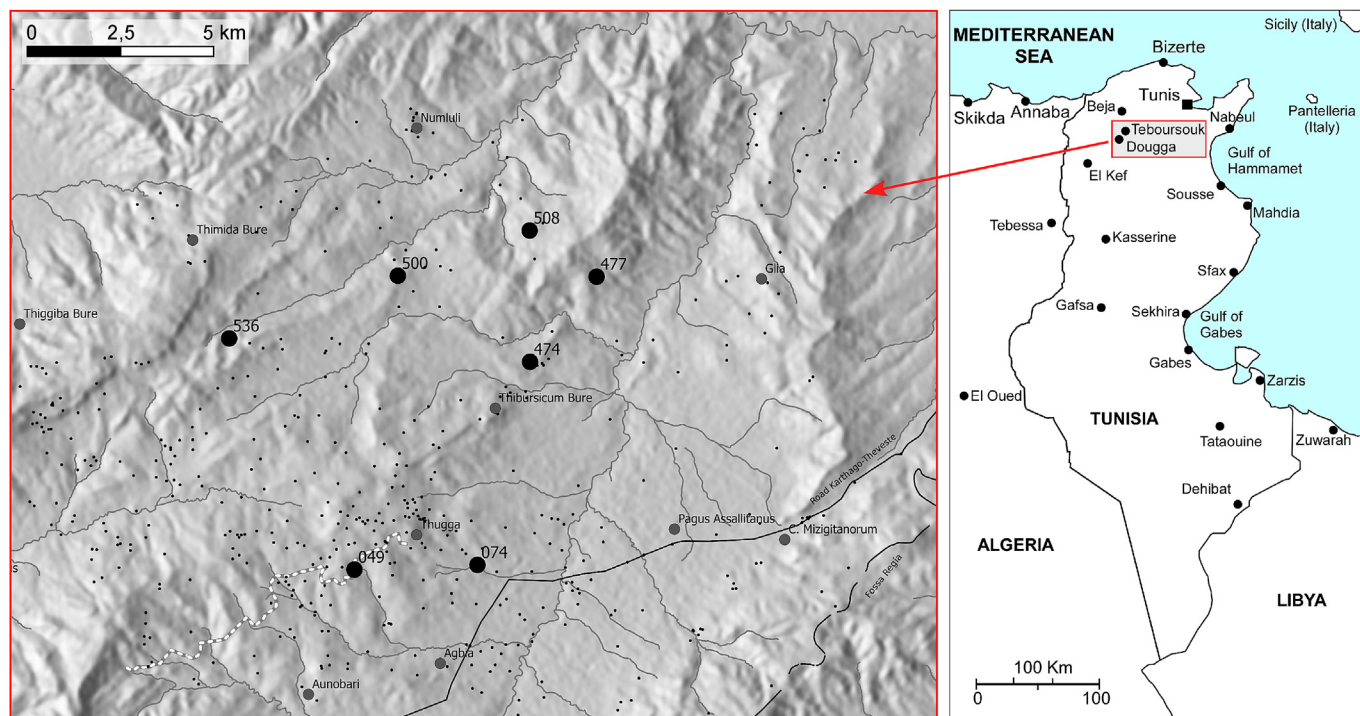 0
2,5
5 km
Numluli
Thimida Bure
508
500
477
Gila
Thiggiba Bure
536
474
Thibursicum Bure
Road Karthago-Theveste
Thugga
Pagus Assallitanus
C. Mizigitanorum
049
074
s
Fossa Regia
Agbia
Aunobari
MEDITERRANEAN
SEA
Sicily (Italy)
Bizerte
Tunis
Skikda
Annaba
Beja
Nabeul
Pantelleria
(Italy)
Teboursouk
Dougga
Gulf of
Hammamet
El Kef
Sousse
Mahdia
Tebessa
Kasserine
Sfax
Gafsa
Sekhira
Gulf of
Gabes
Gabes
Zarzis
El Oued
TUNISIA
Tataouine
Zuwarah
Dehibat
ALGERIA
LIBYA
100 Km
0
100